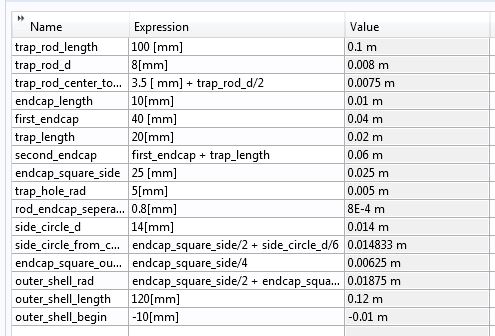 Name Expression Value
trap_rod_length 100 [mm] 0.1 m
trap_rod_d 8[mm] 0.008 m
trap_rod_center_to... 3.5 [ mm] + trap_rod_d/2 0.0075 m
endcap_length 10[mm] 0.01 m
first_endcap 40 [mm] 0.04 m
trap_length 20[mm] 0.02 m
second_endcap first_endcap + trap_length 0.06 m
endcap_square_side 25 [mm] 0.025 m
trap_hole_rad 5[mm] 0.005 m
rod_endcap_sepera... 0.8[mm] 8E-4 m
side_circle_d 14[mm] 0.014 m
side_circle_from_c... endcap_square_side/2 + side_circle_d/6 0.014833 m
endcap_square_ou... endcap_square_side/4 0.00625 m
outer_shell_rad endcap_square_side/2 + endcap_squa... 0.01875 m
outer_shell_length 120[mm] 0.12 m
outer_shell_begin -10[mm] -0.01 m